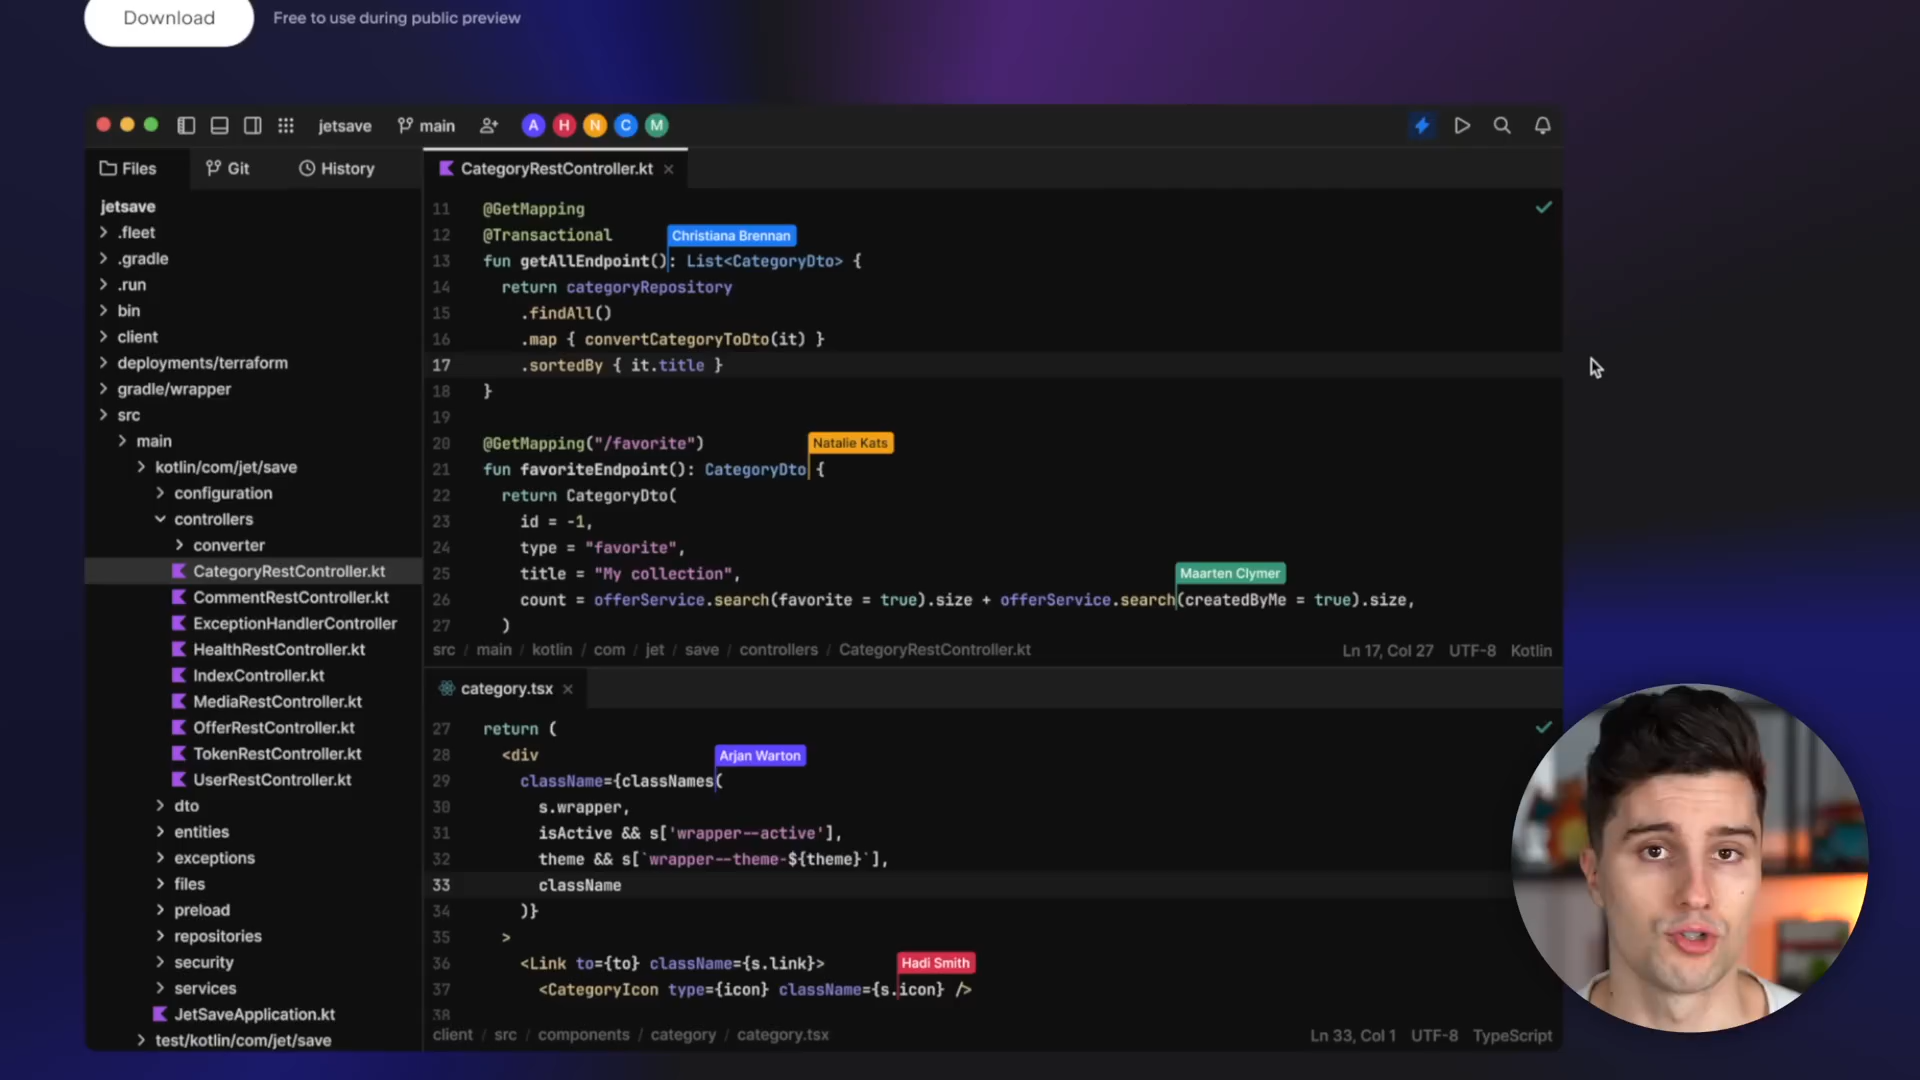 Download
Free to use during public preview
jetsave
main
A H N C M
Files
Git
History
CategoryRestController.kt
jetsave
.fleet
.gradle
.run
bin
client
deployments/terraform
gradle/wrapper
src
main
kotlin/com/jet/save
configuration
controllers
converter
CategoryRestController.kt
CommentRestController.kt
ExceptionHandlerController
HealthRestController.kt
IndexController.kt
MediaRestController.kt
OfferRestController.kt
TokenRestController.kt
UserRestController.kt
dto
entities
exceptions
files
preload
repositories
security
services
JetSaveApplication.kt
test/kotlin/com/jet/save
11 @GetMapping
12 @Transactional
Christiana Brennan
13 fun getAllEndpoint(): List<CategoryDto> {
14 return categoryRepository
15 .findAll()
16 .map { convertCategoryToDto(it) }
17 .sortedBy { it.title }
18 }
19
20 @GetMapping("/favorite")
Natalie Kats
21 fun favoriteEndpoint(): CategoryDto {
22 return CategoryDto(
23 id = -1,
24 type = "favorite",
25 title = "My collection",
Maarten Clymer
26 count = offerService.search(favorite = true).size + offerService.search(createdByMe = true).size,
27 )
src / main / kotlin / com / jet / save / controllers / CategoryRestController.kt
Ln 17, Col 27 UTF-8 Kotlin
category.tsx
27 return (
28 <div
Arjan Warton
29 className={classNames(
30 s.wrapper,
31 isActive && s['wrapper--active'],
32 theme && s[`wrapper--theme-${theme}`],
33 className
34 )}
35 >
36 <Link to={to} className={s.link}>
Hadi Smith
37 <CategoryIcon type={icon} className={s.icon} />
38
client / src / components / category / category.tsx
Ln 33, Col 1 UTF-8 TypeScript